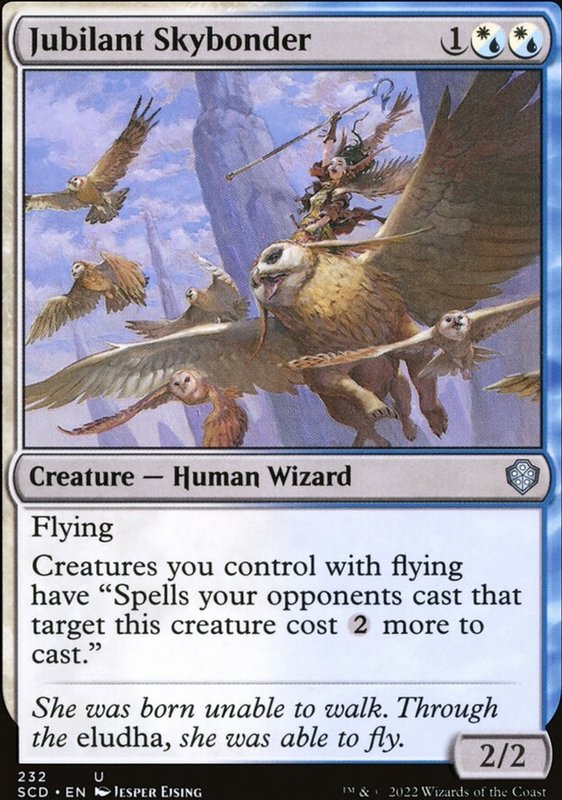 Jubilant Skybonder 1
Creature — Human Wizard
Flying
Creatures you control with flying
have “Spells your opponents cast that
target this creature cost 2 more to
cast.”
She was born unable to walk. Through
the eludha, she was able to fly.
2/2
232 U
SCD • EN Jesper Ejsing ™ & © 2022 Wizards of the Coast